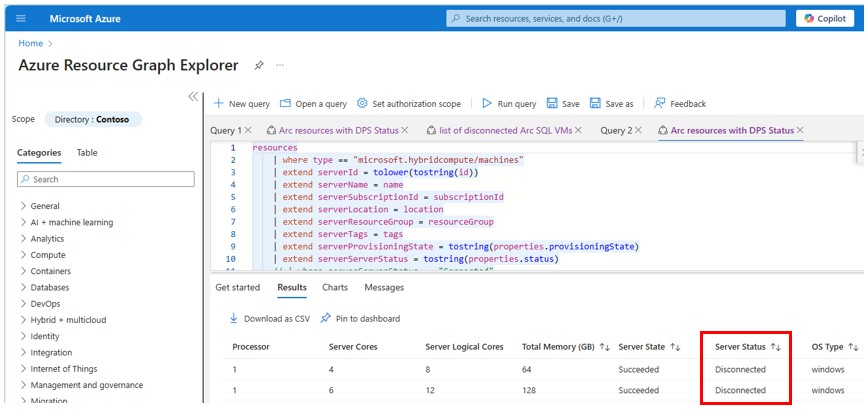 Microsoft Azure
Search resources, services, and docs (G+/)
Copilot
Home
Azure Resource Graph Explorer
...
Scope
Directory : Contoso
Categories
Table
Search
General
AI + machine learning
Analytics
Compute
Containers
Databases
DevOps
Hybrid + multicloud
Identity
Integration
Internet of Things
Management and governance
Migration
New query
Open a query
Set authorization scope
Run query
Save
Save as
Feedback
Query 1
Arc resources with DPS Status
list of disconnected Arc SQL VMs
Query 2
Arc resources with DPS Status
1 resources
2 | where type == "microsoft.hybridcompute/machines"
3 | extend serverId = tolower(tostring(id))
4 | extend serverName = name
5 | extend serverSubscriptionId = subscriptionId
6 | extend serverLocation = location
7 | extend serverResourceGroup = resourceGroup
8 | extend serverTags = tags
9 | extend serverProvisioningState = tostring(properties.provisioningState)
10 | extend serverServerStatus = tostring(properties.status)
Get started
Results
Charts
Messages
Download as CSV
Pin to dashboard
Processor Server Cores Server Logical Cores Total Memory (GB) Server State Server Status OS Type
1 4 8 64 Succeeded Disconnected windows
1 6 12 128 Succeeded Disconnected windows